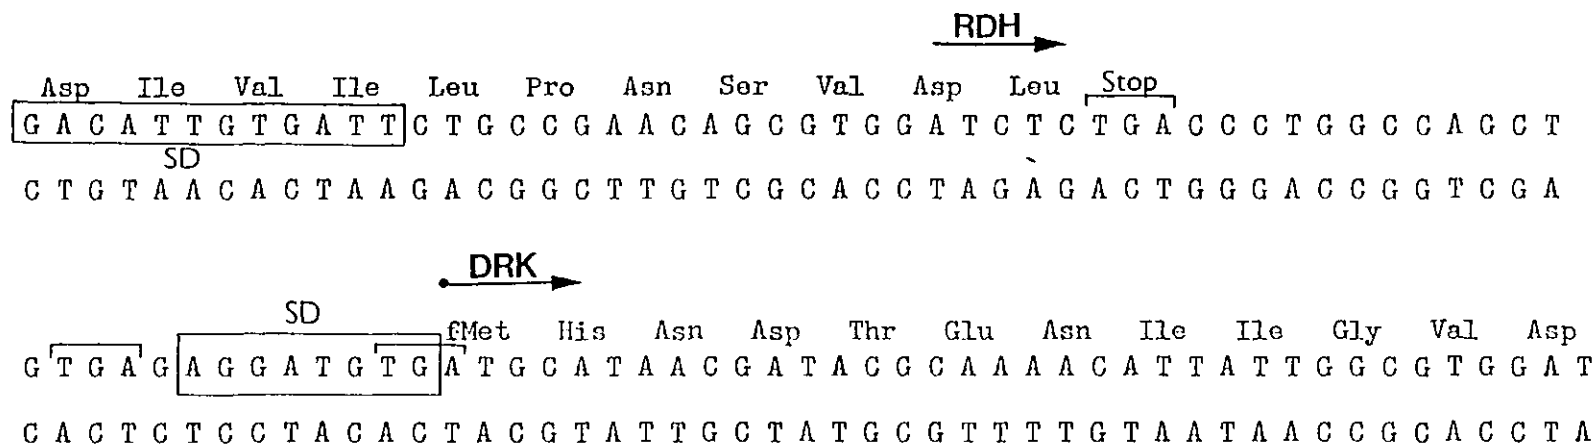 RDH
Asp Ile Val Ile Leu Pro Asn Ser Val Asp Leu Stop
G A C A T T G T G A T T C T G C C G A A C A G C G T G G A T C T C T G A C C C T G G C C A G C T
SD
C T G T A A C A C T A A G A C G G C T T G T C G C A C C T A G A G A C T G G G A C C G G T C G A
DRK
SD
fMet His Asn Asp Thr Glu Asn Ile Ile Gly Val Asp
G T G A G A G G A T G T G A T G C A T A A C G A T A C G C A A A A C A T T A T T G G C G T G G A T
C A C T C T C C T A C A C T A C G T A T T G C T A T G C G T T T T G T A A T A A C C G C A C C T A